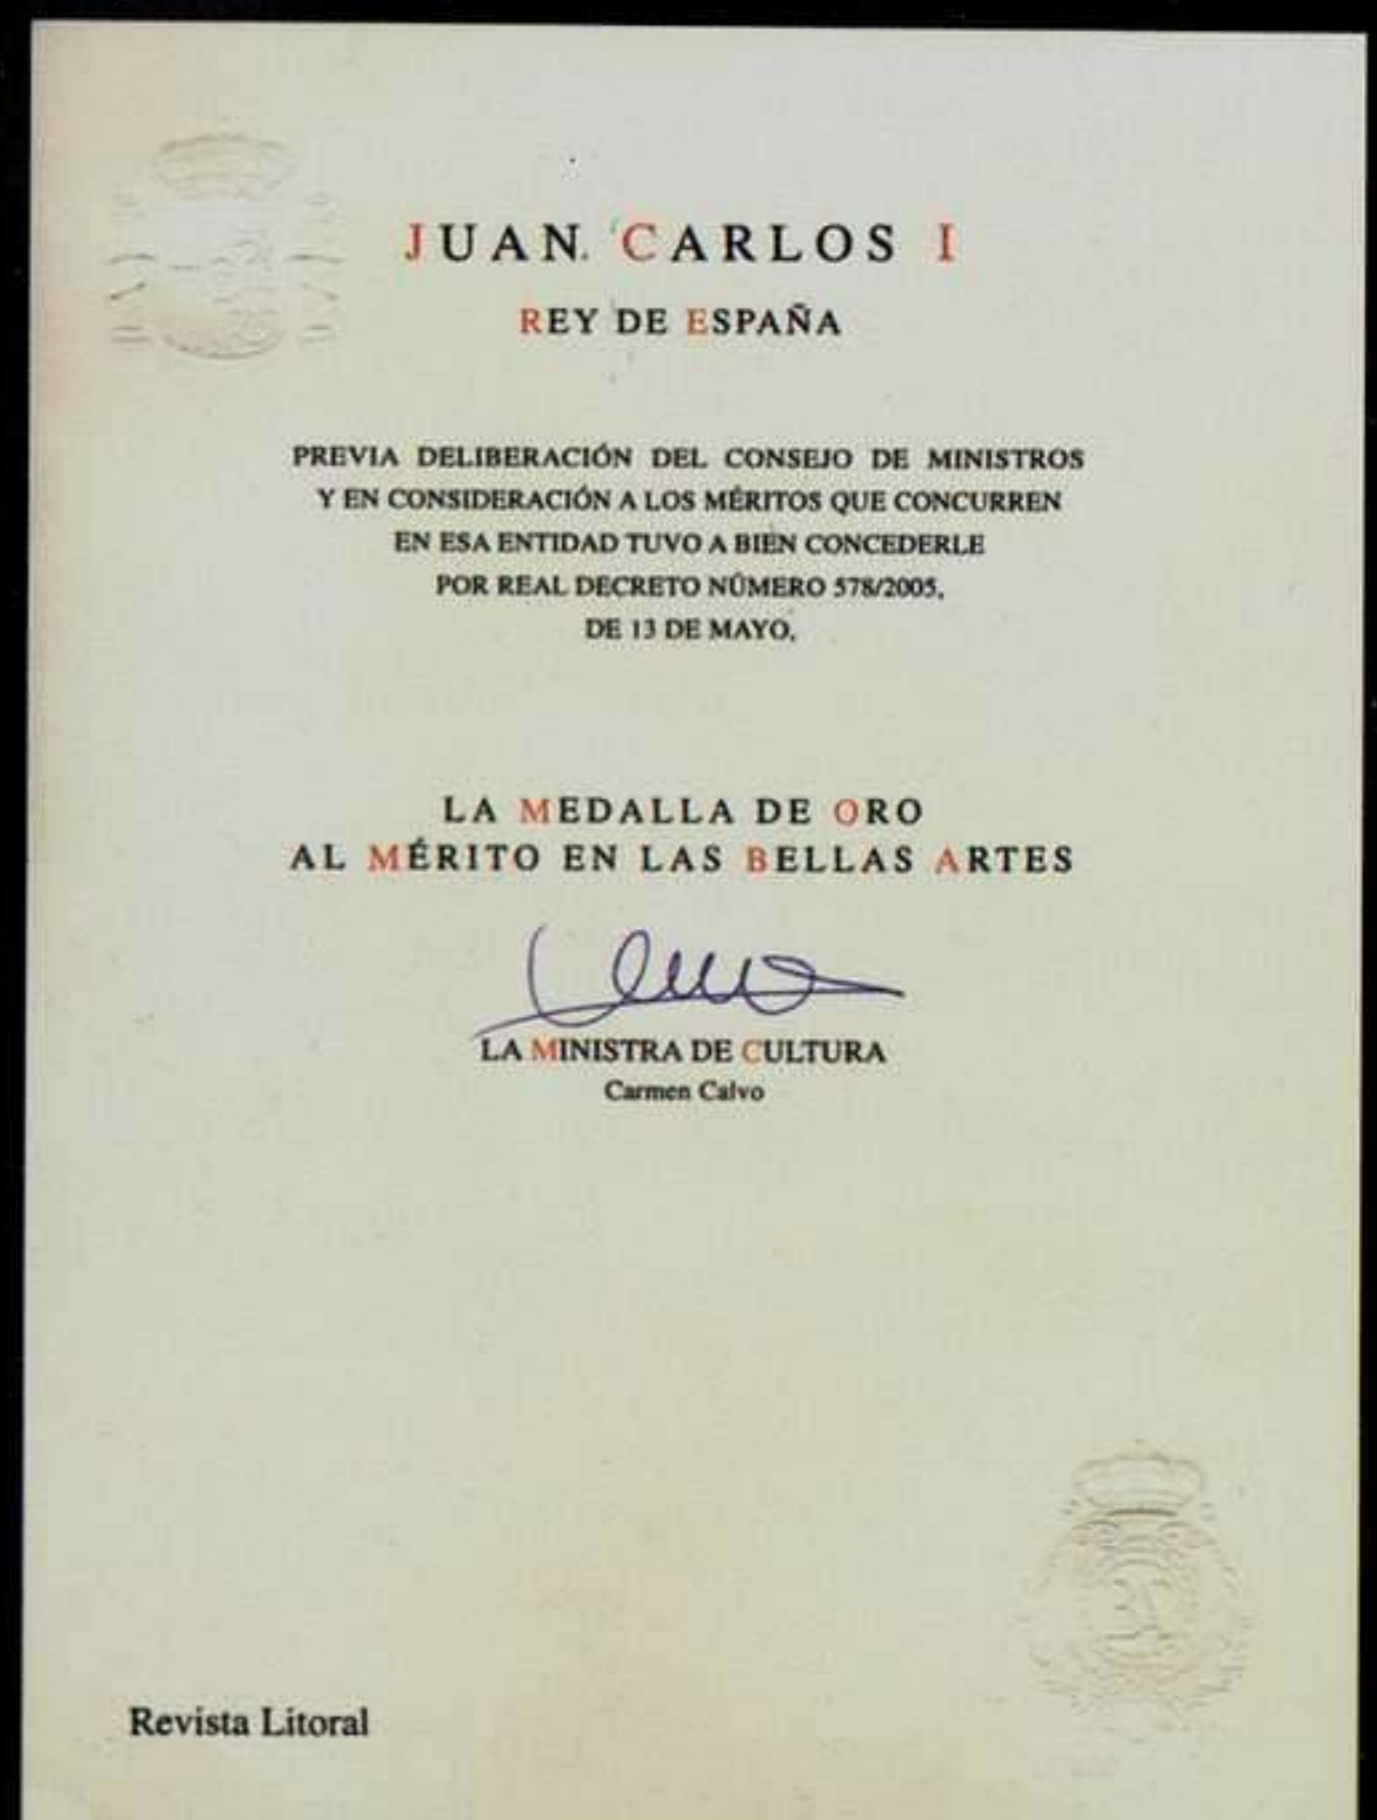 JUAN CARLOS I
REY DE ESPAÑA
PREVIA DELIBERACIÓN DEL CONSEJO DE MINISTROS
Y EN CONSIDERACIÓN A LOS MÉRITOS QUE CONCURREN
EN ESA ENTIDAD TUVO A BIEN CONCEDERLE
POR REAL DECRETO NÚMERO 578/2005,
DE 13 DE MAYO,
LA MEDALLA DE ORO
AL MÉRITO EN LAS BELLAS ARTES
LA MINISTRA DE CULTURA
Carmen Calvo
Revista Litoral